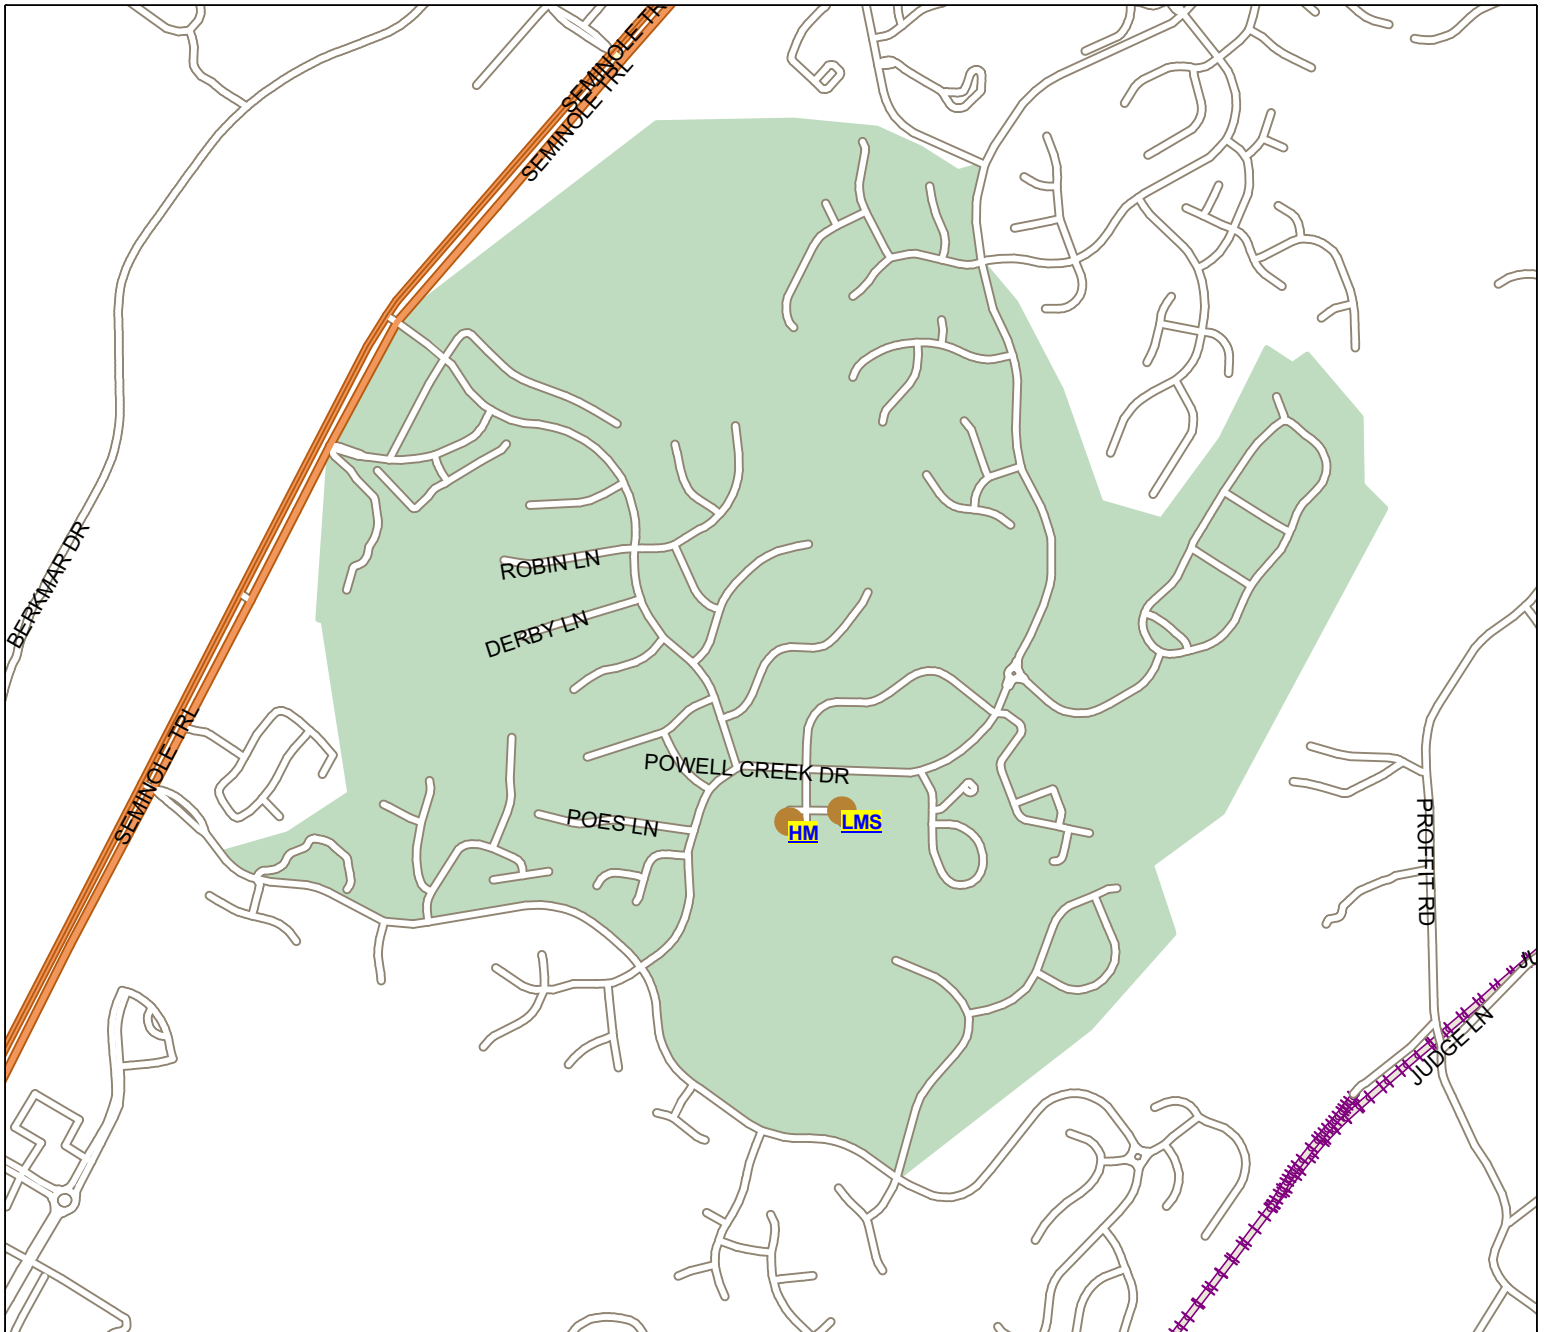 SEMINOLE TRL
SEMINOLE TRL
BERKMAR DR
ROBIN LN
DERBY LN
SEMINOLE TRL
POWELL CREEK DR
POES LN
HM
LMS
PROFFIT RD
JUDGE LN